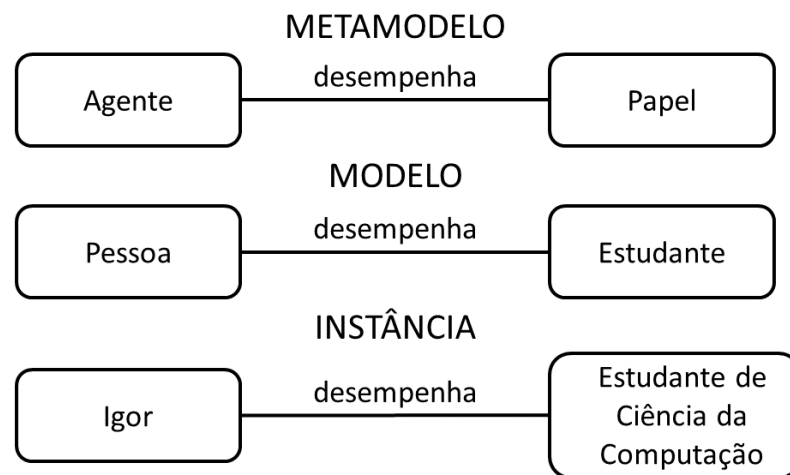 METAMODELO
Agente
desempenha
Papel
MODELO
Pessoa
desempenha
Estudante
INSTÂNCIA
Igor
desempenha
Estudante de
Ciência da
Computação